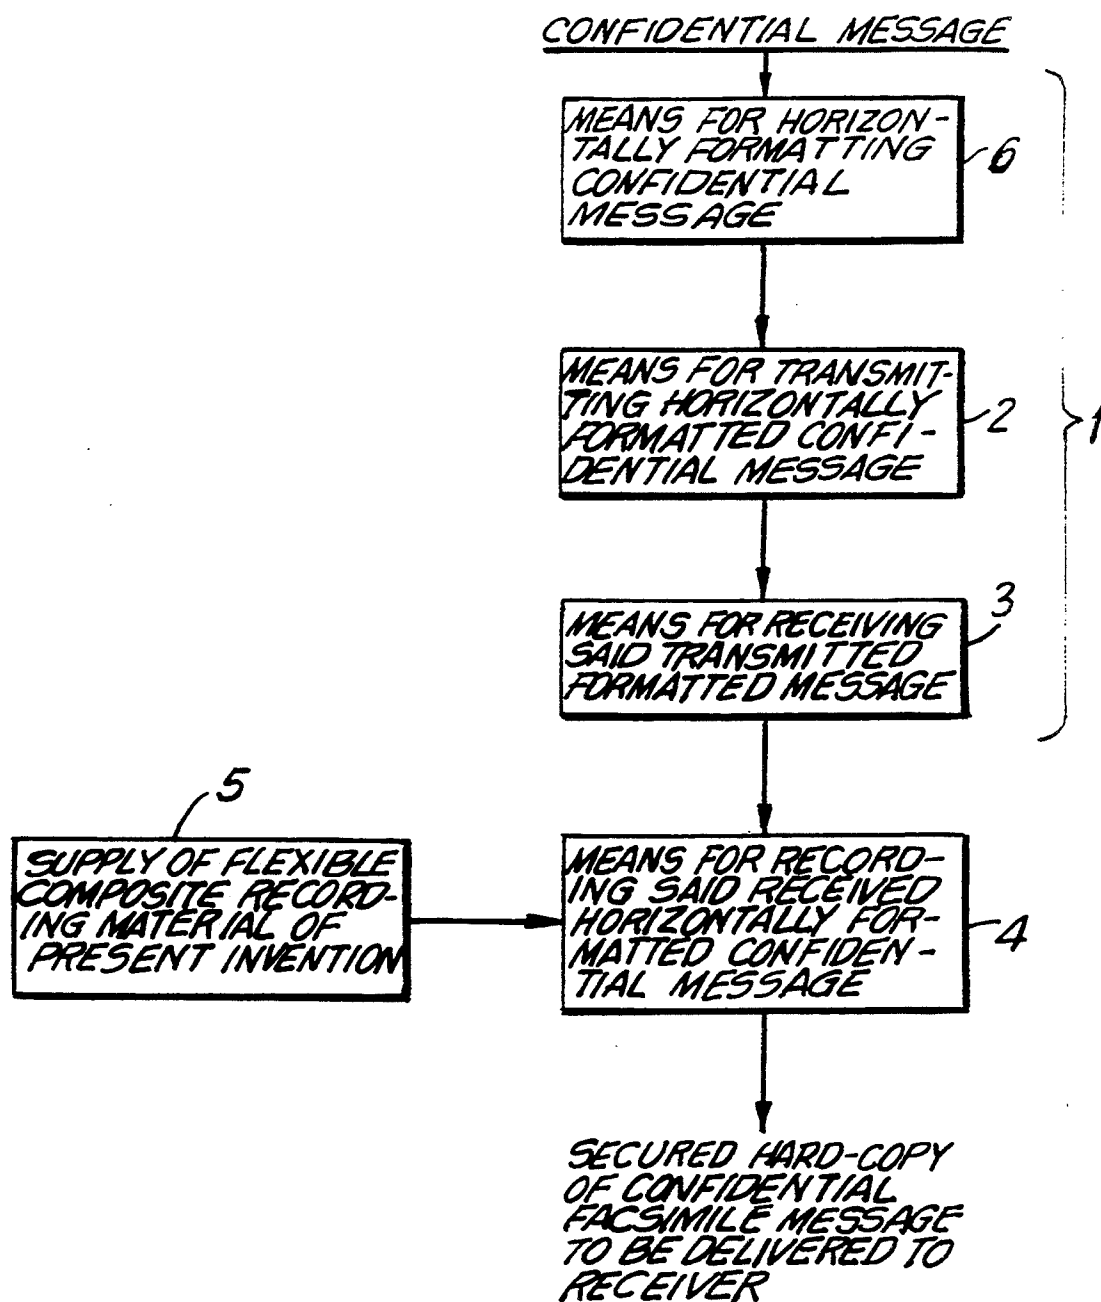 CONFIDENTIAL MESSAGE
MEANS FOR HORIZON-
TALLY FORMATTING
CONFIDENTIAL
MESSAGE
6
MEANS FOR TRANSMIT-
TING HORIZONTALLY
FORMATTED CONFI-
DENTIAL MESSAGE
2
1
MEANS FOR RECEIVING
SAID TRANSMITTED
FORMATTED MESSAGE
3
5
SUPPLY OF FLEXIBLE
COMPOSITE RECORD-
ING MATERIAL OF
PRESENT INVENTION
MEANS FOR RECORD-
ING SAID RECEIVED
HORIZONTALLY FOR-
MATTED CONFIDEN-
TIAL MESSAGE
4
SECURED HARD-COPY
OF CONFIDENTIAL
FACSIMILE MESSAGE
TO BE DELIVERED TO
RECEIVER